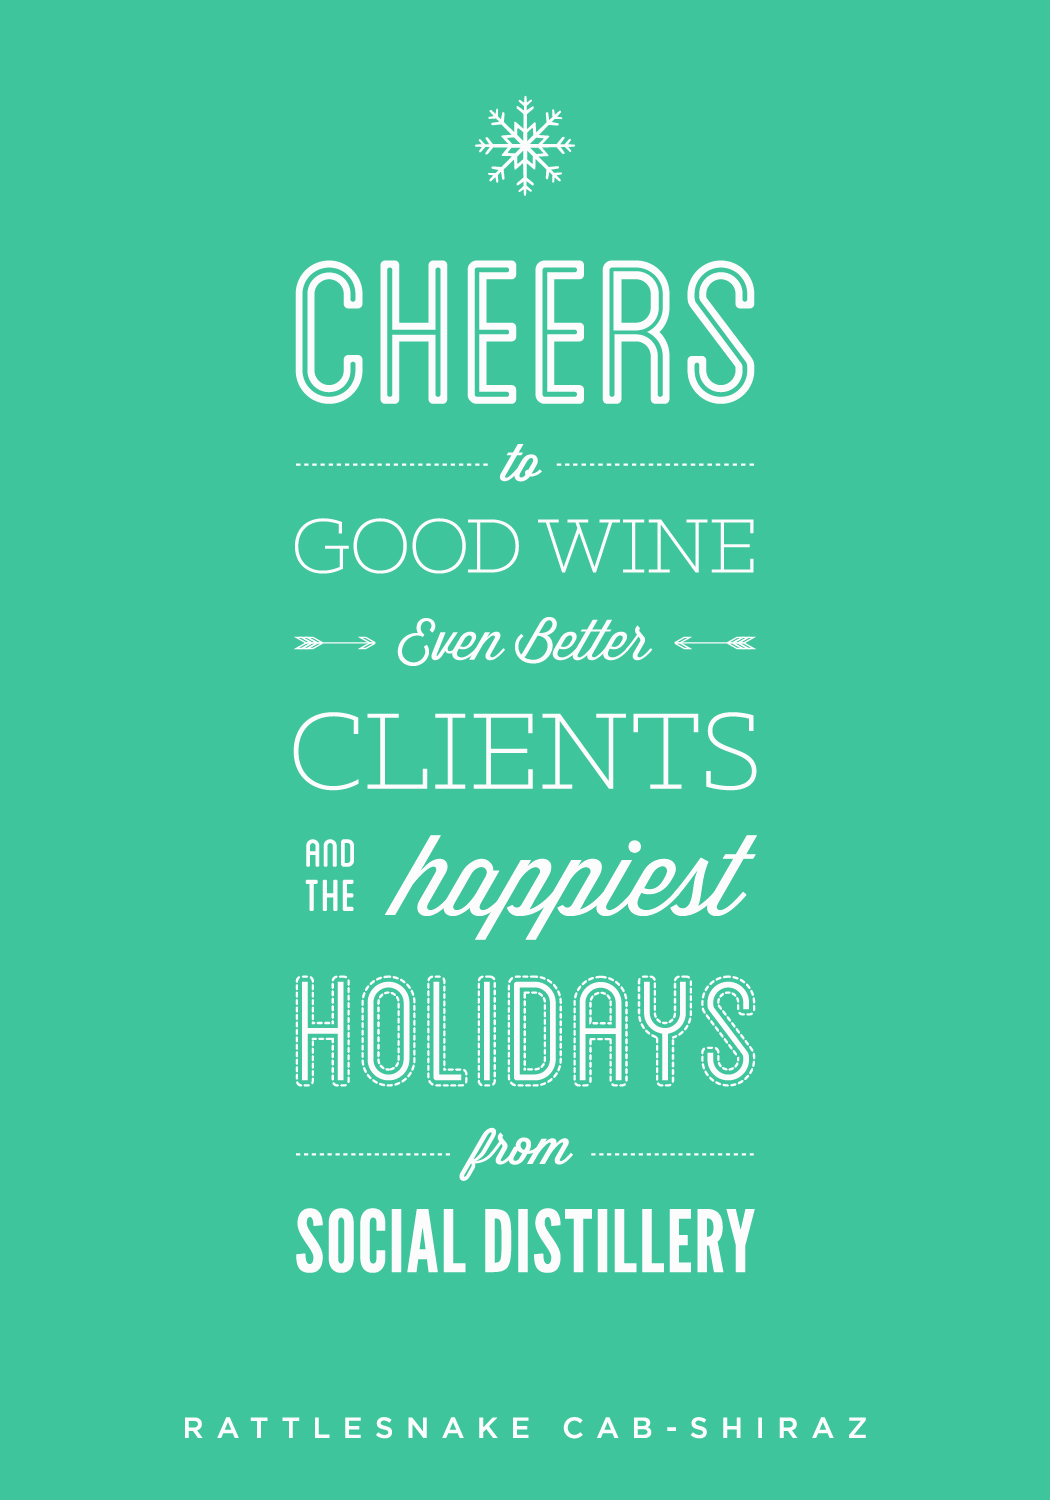 CHEERS
to
GOOD WINE
Even Better
CLIENTS
AND THE happiest
HOLIDAYS
from
SOCIAL DISTILLERY
RATTLESNAKE CAB-SHIRAZ